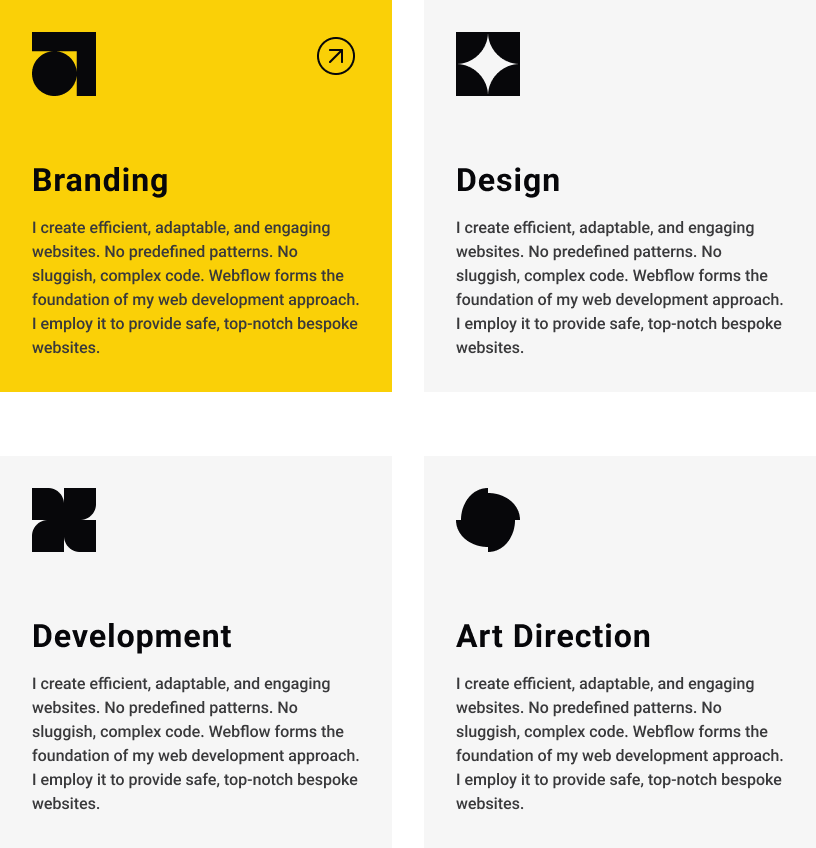 Branding
I create efficient, adaptable, and engaging
websites. No predefined patterns. No
sluggish, complex code. Webflow forms the
foundation of my web development approach.
I employ it to provide safe, top-notch bespoke
websites.
Design
I create efficient, adaptable, and engaging
websites. No predefined patterns. No
sluggish, complex code. Webflow forms the
foundation of my web development approach.
I employ it to provide safe, top-notch bespoke
websites.
Development
I create efficient, adaptable, and engaging
websites. No predefined patterns. No
sluggish, complex code. Webflow forms the
foundation of my web development approach.
I employ it to provide safe, top-notch bespoke
websites.
Art Direction
I create efficient, adaptable, and engaging
websites. No predefined patterns. No
sluggish, complex code. Webflow forms the
foundation of my web development approach.
I employ it to provide safe, top-notch bespoke
websites.